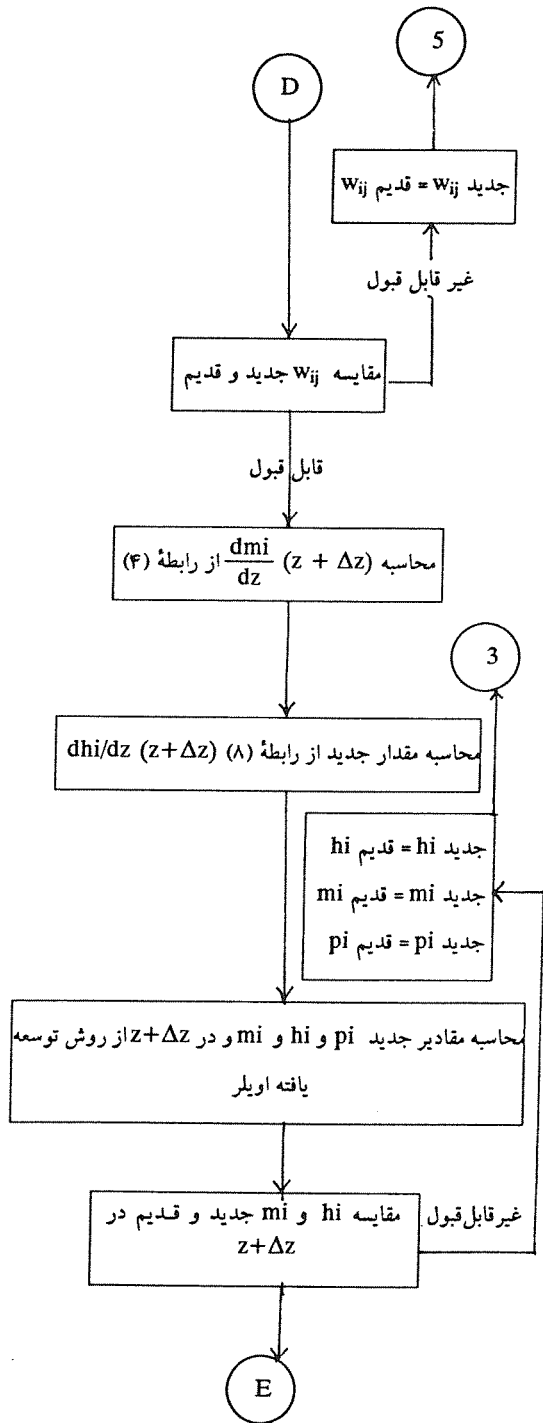 5
D
جدید wij = قدیم wij
غیر قابل قبول
مقایسه wij جدید و قدیم
قابل قبول
محاسبه dmi/dz (z + Δz) از رابطهٔ (۴)
3
محاسبه مقدار جدید از رابطهٔ (۸) dhi/dz (z+Δz)
جدید hi = قدیم hi
جدید mi = قدیم mi
جدید pi = قدیم pi
محاسبه مقادیر جدید pi و hi و mi و در z+Δz از روش توسعه
یافته اویلر
مقایسه hi و mi جدید و قدیم در
z+Δz
غیرقابل قبول
E